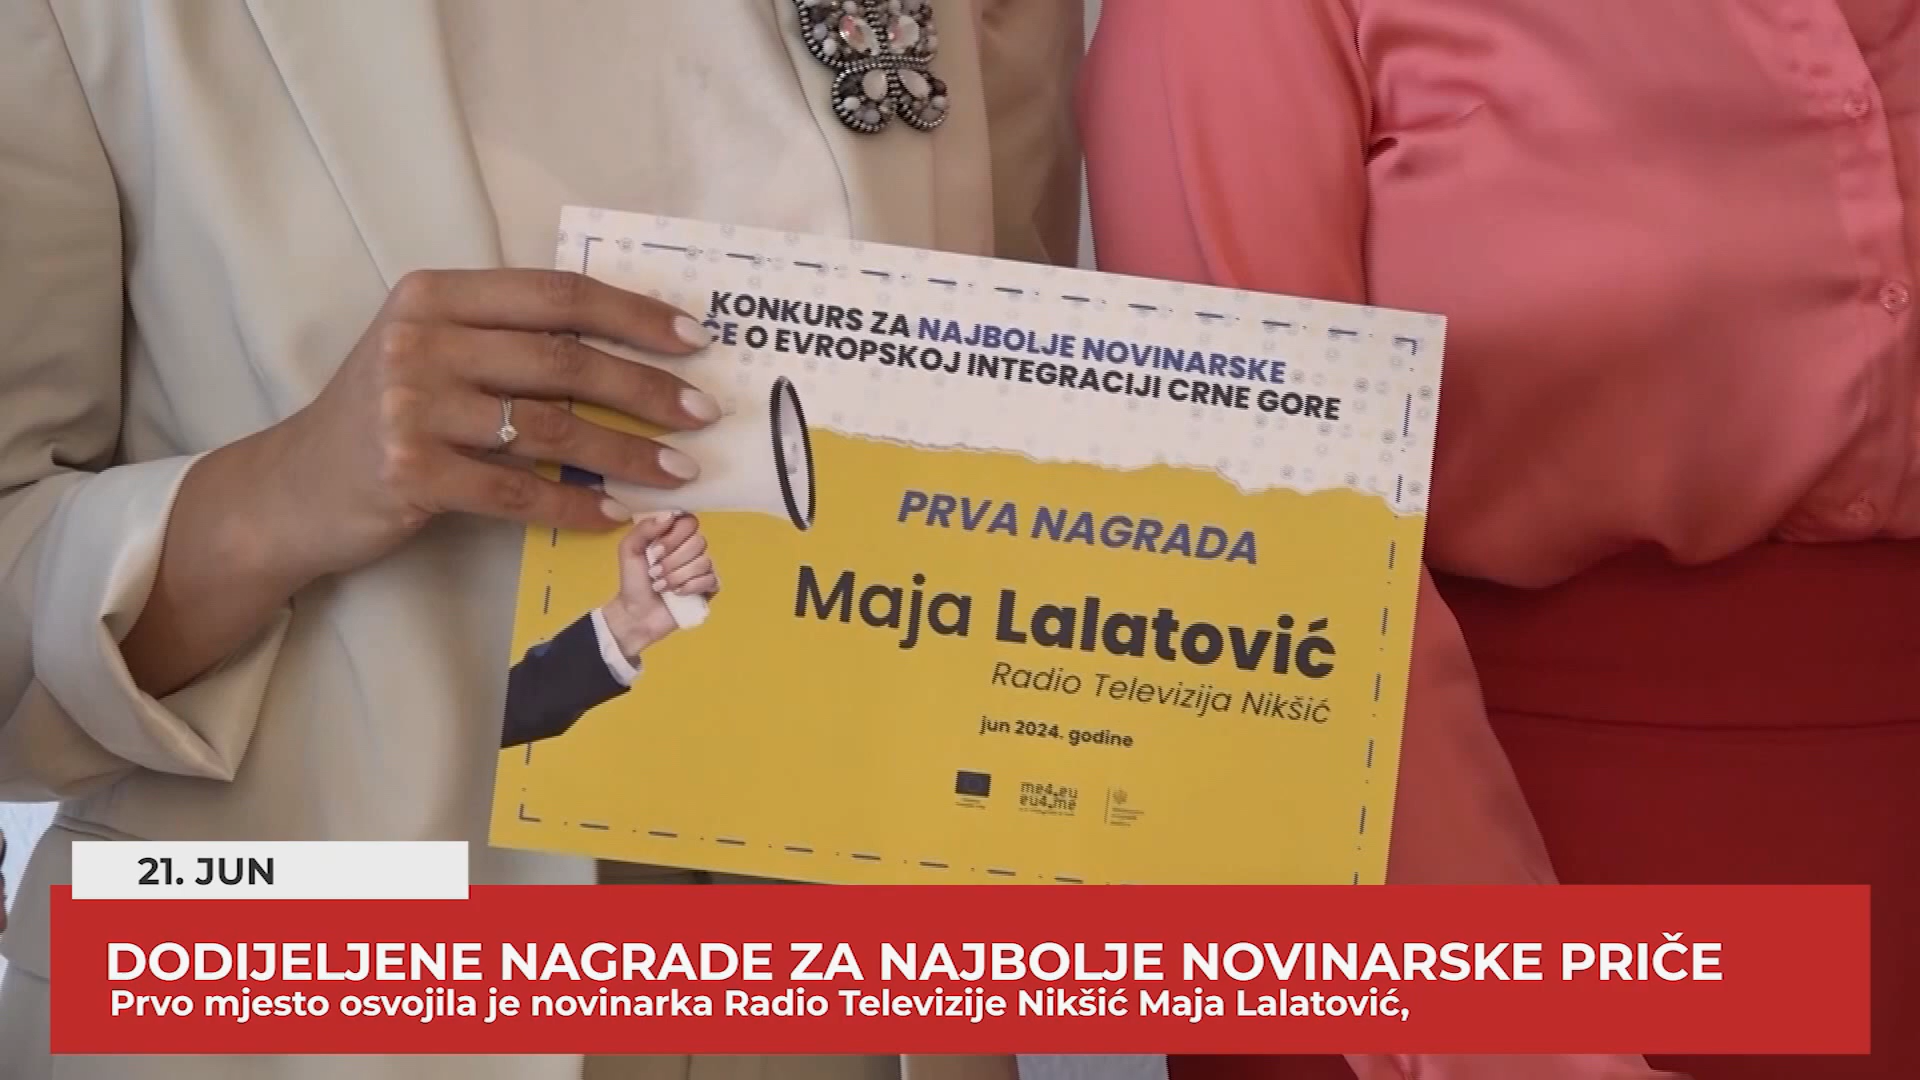 KONKURS ZA NAJBOLJE NOVINARSKE
ČE O EVROPSKOJ INTEGRACIJI CRNE GORE
PRVA NAGRADA
Maja Lalatović
Radio Televizija Nikšić
jun 2024. godine
me4.eu
eu4.me
21. JUN
DODIJELJENE NAGRADE ZA NAJBOLJE NOVINARSKE PRIČE
Prvo mjesto osvojila je novinarka Radio Televizije Nikšić Maja Lalatović,